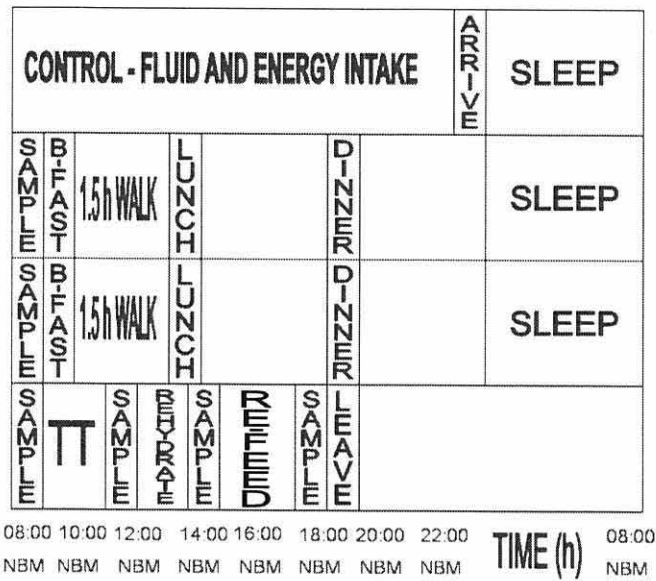 CONTROL - FLUID AND ENERGY INTAKE ARRIVE SLEEP
SAMPLE B-FAST 1.5 h WALK LUNCH DINNER SLEEP
SAMPLE B-FAST 1.5 h WALK LUNCH DINNER SLEEP
SAMPLE TT SAMPLE REHYDRATE SAMPLE REFEED SAMPLE LEAVE
08:00 10:00 12:00 14:00 16:00 18:00 20:00 22:00 TIME (h) 08:00
NBM NBM NBM NBM NBM NBM NBM NBM NBM